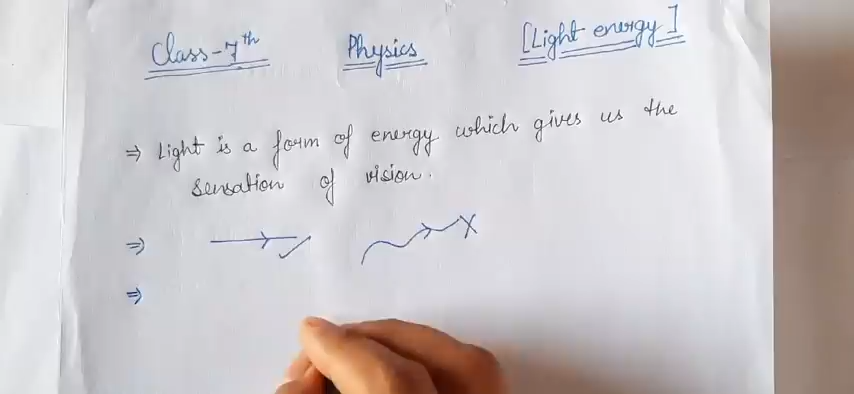 Class-7th Physics [Light energy]
⇒ Light is a form of energy which gives us the
sensation of vision.
⇒
⇒